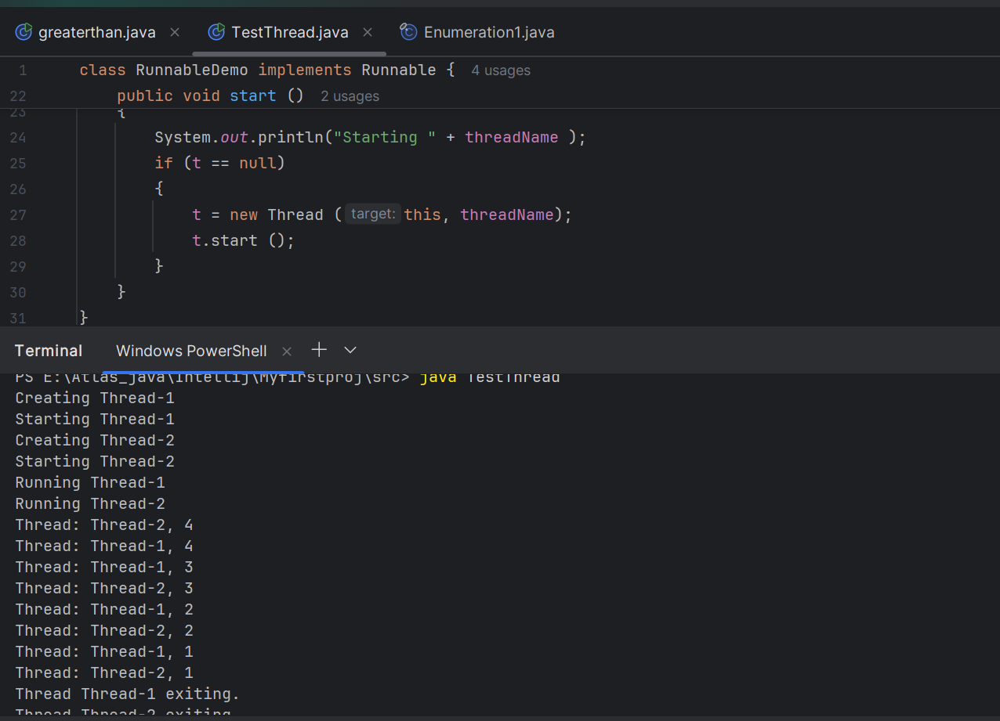 greaterthan.java TestThread.java Enumeration1.java
1 class RunnableDemo implements Runnable { 4 usages
22 public void start () 2 usages
23 {
24 System.out.println("Starting " + threadName );
25 if (t == null)
26 {
27 t = new Thread ( target: this, threadName);
28 t.start ();
29 }
30 }
31 }
Terminal Windows PowerShell
PS E:\Atlas_java\Intellij\Myfirstproj\src> java TestThread
Creating Thread-1
Starting Thread-1
Creating Thread-2
Starting Thread-2
Running Thread-1
Running Thread-2
Thread: Thread-2, 4
Thread: Thread-1, 4
Thread: Thread-1, 3
Thread: Thread-2, 3
Thread: Thread-1, 2
Thread: Thread-2, 2
Thread: Thread-1, 1
Thread: Thread-2, 1
Thread Thread-1 exiting.
Thread Thread-2 exiting.